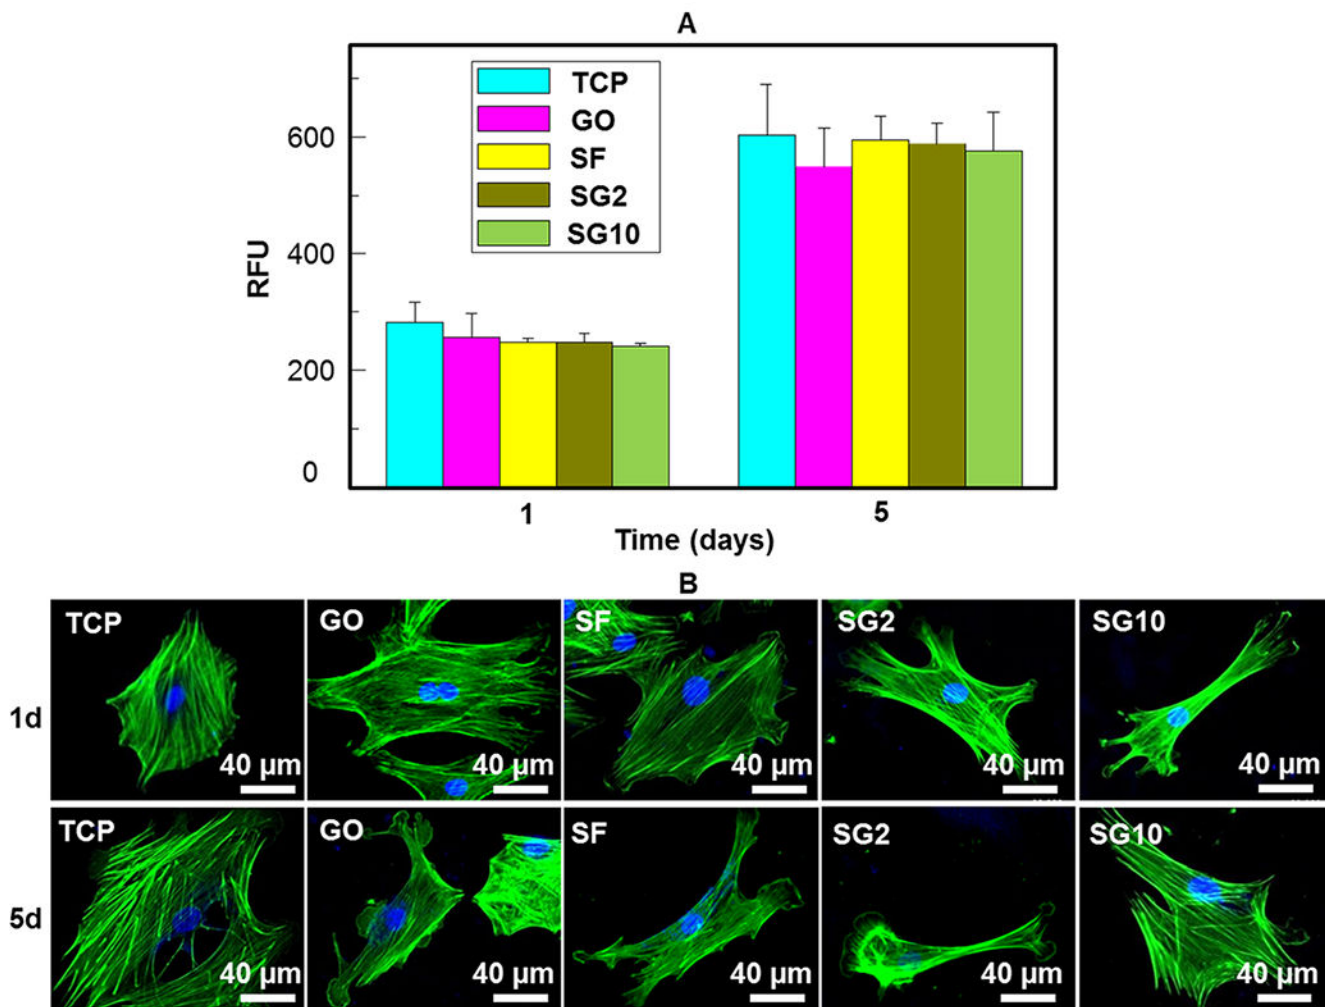 A
TCP
GO
SF
SG2
SG10
600
400
200
0
RFU
1
5
Time (days)
B
TCP
GO
SF
SG2
SG10
1d
40 μm
40 μm
40 μm
40 μm
40 μm
TCP
GO
SF
SG2
SG10
5d
40 μm
40 μm
40 μm
40 μm
40 μm